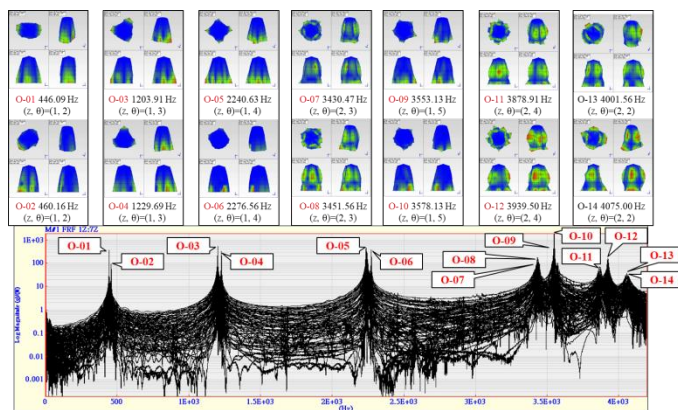 O-01 446.09 Hz
(z, θ)=(1, 2)
O-03 1203.91 Hz
(z, θ)=(1, 3)
O-05 2240.63 Hz
(z, θ)=(1, 4)
O-07 3430.47 Hz
(z, θ)=(2, 3)
O-09 3553.13 Hz
(z, θ)=(1, 5)
O-11 3878.91 Hz
(z, θ)=(2, 4)
O-13 4001.56 Hz
(z, θ)=(2, 2)
O-02 460.16 Hz
(z, θ)=(1, 2)
O-04 1229.69 Hz
(z, θ)=(1, 3)
O-06 2276.56 Hz
(z, θ)=(1, 4)
O-08 3451.56 Hz
(z, θ)=(2, 3)
O-10 3578.13 Hz
(z, θ)=(1, 5)
O-12 3939.50 Hz
(z, θ)=(2, 4)
O-14 4075.00 Hz
(z, θ)=(2, 2)
M#1 FRF 1Z:7Z
1E+03
100
10
1
0.1
0.01
0.001
Log Magnitude (g/N)
O-01
O-02
O-03
O-04
O-05
O-06
O-07
O-08
O-09
O-10
O-11
O-12
O-13
O-14
0
500
1E+03
1.5E+03
2E+03
2.5E+03
3E+03
3.5E+03
4E+03
(Hz)